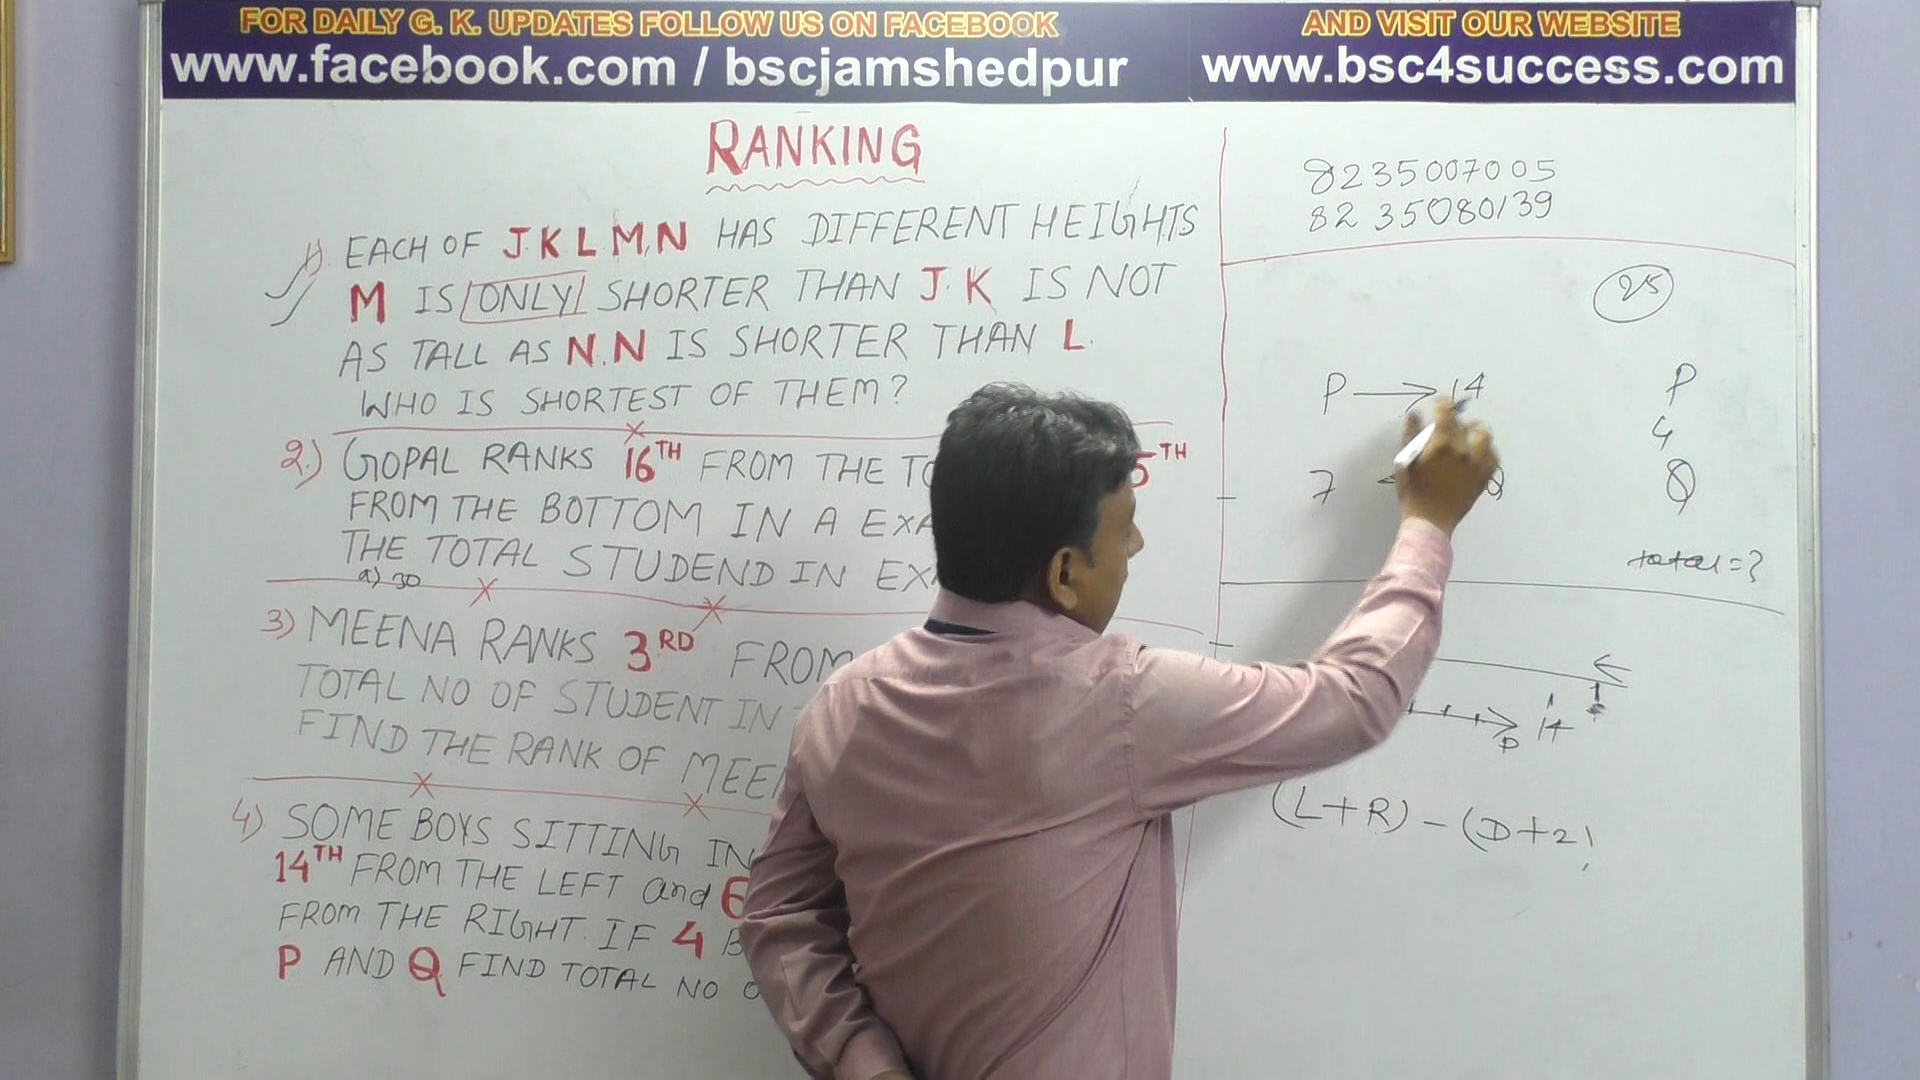 FOR DAILY G. K. UPDATES FOLLOW US ON FACEBOOK
www.facebook.com / bscjamshedpur
AND VISIT OUR WEBSITE
www.bsc4success.com
RANKING
1) EACH OF J.K L M,N HAS DIFFERENT HEIGHTS
M IS ONLY SHORTER THAN J. K IS NOT
AS TALL AS N. N IS SHORTER THAN L.
WHO IS SHORTEST OF THEM?
2.) GOPAL RANKS 16TH FROM THE TO 5TH
FROM THE BOTTOM IN A EXA
THE TOTAL STUDEND IN EX
a) 30
3) MEENA RANKS 3RD FROM
TOTAL NO OF STUDENT IN
FIND THE RANK OF MEEN
4) SOME BOYS SITTING IN
14TH FROM THE LEFT and 6
FROM THE RIGHT. IF 4 B
P AND Q FIND TOTAL NO O
8235007005
8235080139
25
P → 14
P
4
7 Q
Q
total = ?
P 14
(L+R) - (D+2)